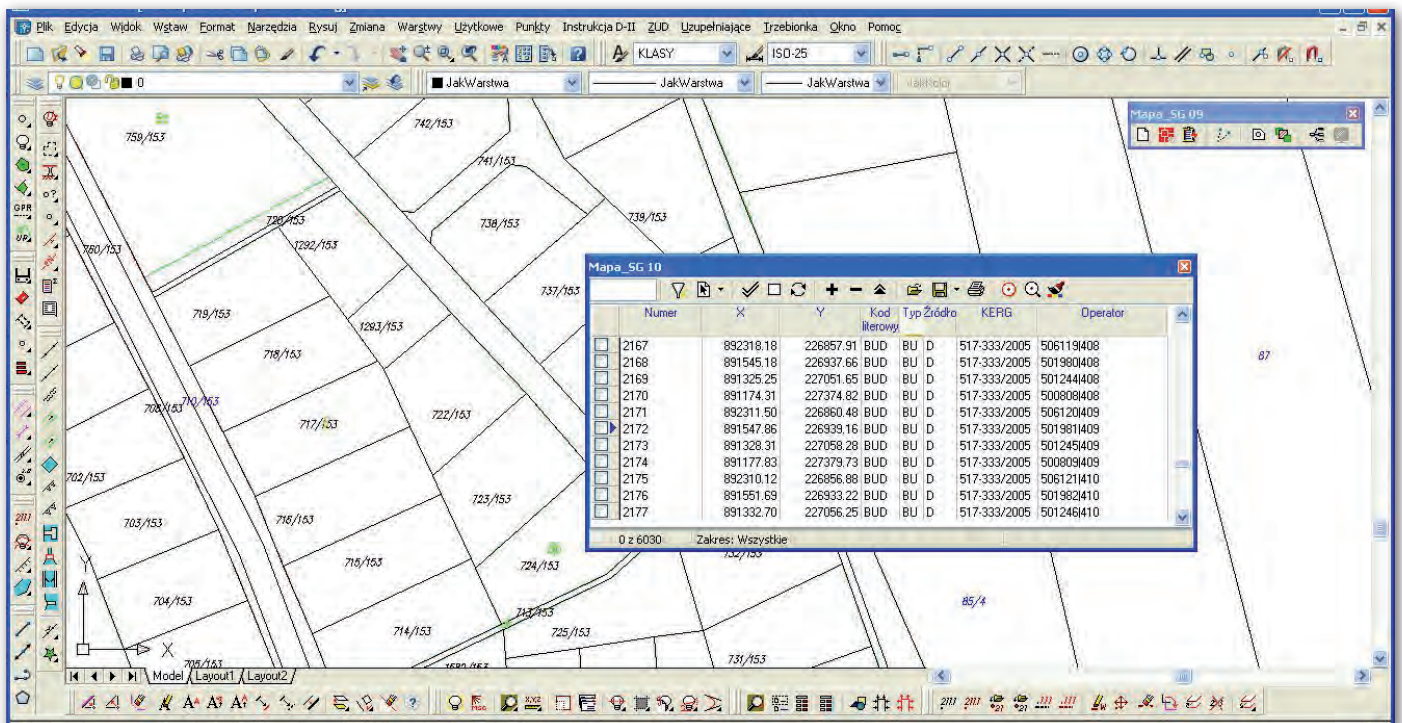 Plik Edycja Widok Wstaw Format Narzędzia Rysuj Zmiana Warstwy Użytkowe Punkty Instrukcja D-II ZUD Uzupełniające Trzebionka Okno Pomoc
KLASY ISO-25
0 JakWarstwa JakWarstwa JakWarstwa JakKolor
Mapa_SG 09
759/153
742/153
741/153
720/153
738/153
739/153
760/153
1292/153
737/153
719/153
1293/153
718/153
87
708/153 710/153
717/153
722/153
702/153
723/153
703/153
716/153
715/153
724/153
732/153
704/153
713/153
85/4
714/153
725/153
731/153
705/153
Mapa_SG 10
Numer X Y Kod literowy Typ Źródło KERG Operator
2167 892318.18 226857.91 BUD BU D 517-333/2005 506119|408
2168 891545.18 226937.66 BUD BU D 517-333/2005 501980|408
2169 891325.25 227051.65 BUD BU D 517-333/2005 501244|408
2170 891174.31 227374.82 BUD BU D 517-333/2005 500808|408
2171 892311.50 226860.48 BUD BU D 517-333/2005 506120|409
2172 891547.86 226939.16 BUD BU D 517-333/2005 501981|409
2173 891328.31 227058.28 BUD BU D 517-333/2005 501245|409
2174 891177.83 227379.73 BUD BU D 517-333/2005 500809|409
2175 892310.12 226856.88 BUD BU D 517-333/2005 506121|410
2176 891551.69 226933.22 BUD BU D 517-333/2005 501982|410
2177 891332.70 227056.25 BUD BU D 517-333/2005 501246|410
0 z 6030 Zakres: Wszystkie
GPR
UP
Y
X
Model Layout1 Layout2